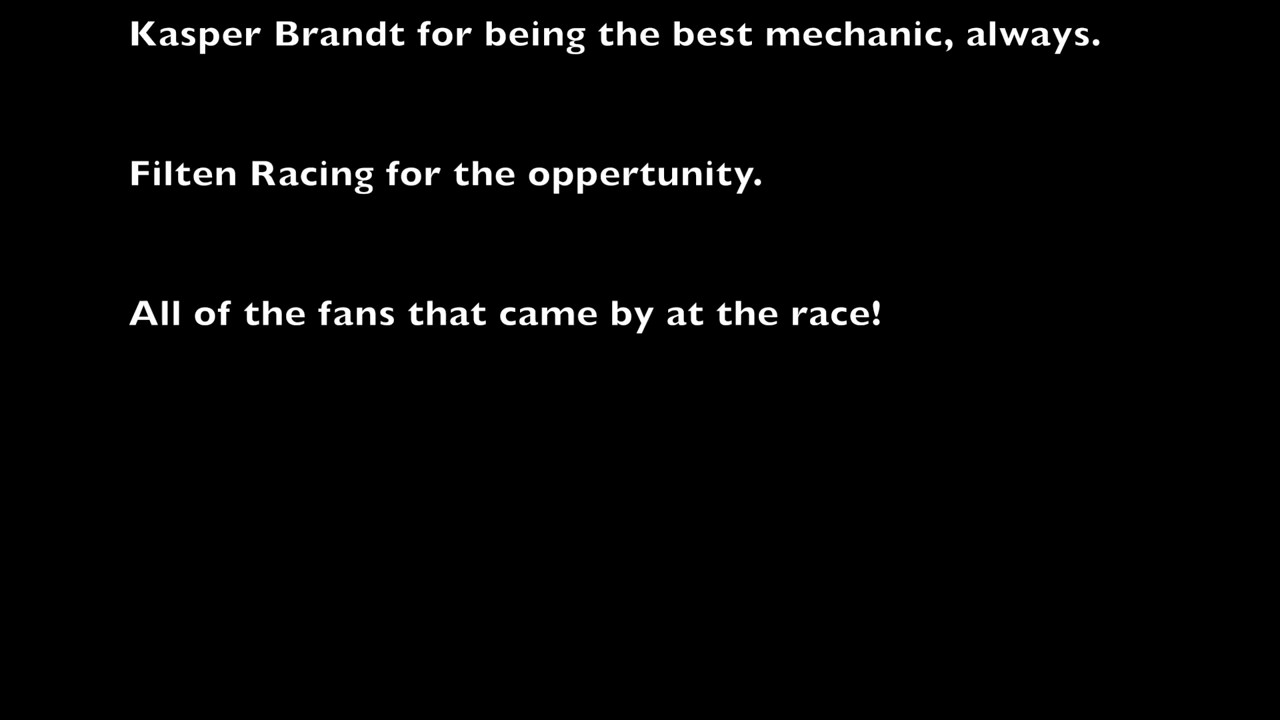 Kasper Brandt for being the best mechanic, always.
Filten Racing for the oppertunity.
All of the fans that came by at the race!